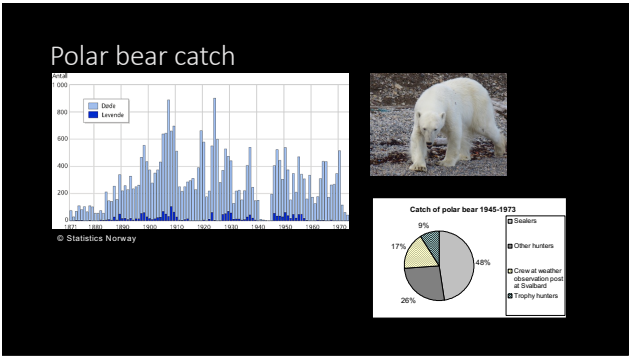 Polar bear catch
Antall
1 000
800
600
400
200
0
Døde
Levende
1871 1881 1890 1900 1910 1920 1930 1940 1950 1960 1970
© Statistics Norway
Catch of polar bear 1945-1973
9%
17%
48%
26%
Sealers
Other hunters
Crew at weather
observation post
at Svalbard
Trophy hunters